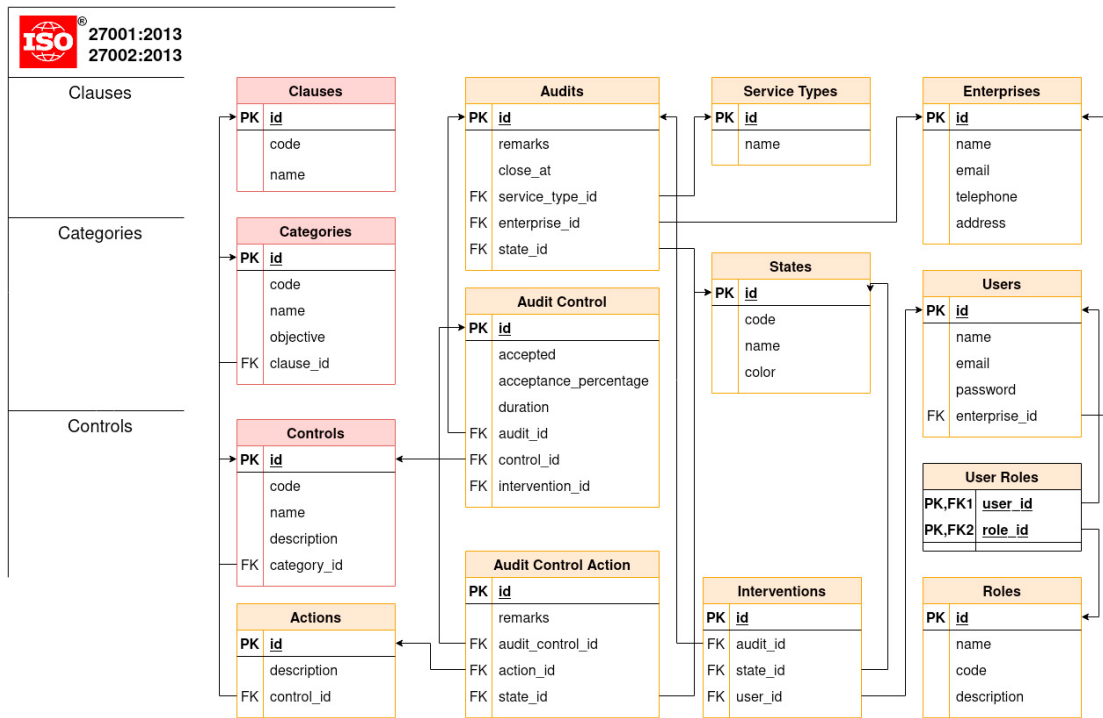 ISO
®
27001:2013
27002:2013
Clauses
Categories
Controls
Clauses
PK id
code
name
Categories
PK id
code
name
objective
FK clause_id
Controls
PK id
code
name
description
FK category_id
Actions
PK id
description
FK control_id
Audits
PK id
remarks
close_at
FK service_type_id
FK enterprise_id
FK state_id
Audit Control
PK id
accepted
acceptance_percentage
duration
FK audit_id
FK control_id
FK intervention_id
Audit Control Action
PK id
remarks
FK audit_control_id
FK action_id
FK state_id
Service Types
PK id
name
States
PK id
code
name
color
Interventions
PK id
FK audit_id
FK state_id
FK user_id
Enterprises
PK id
name
email
telephone
address
Users
PK id
name
email
password
FK enterprise_id
User Roles
PK,FK1 user_id
PK,FK2 role_id
Roles
PK id
name
code
description